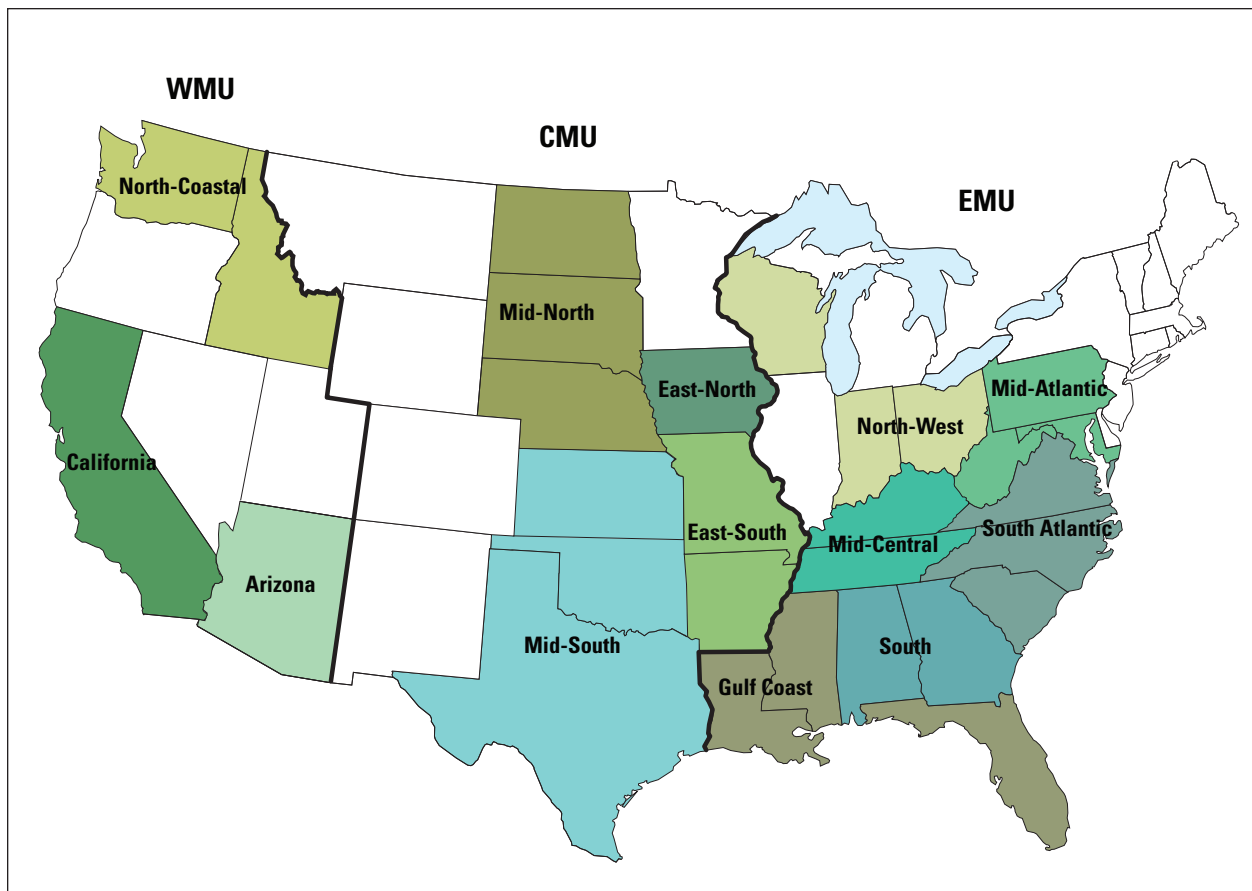 WMU
CMU
EMU
North-Coastal
Mid-North
East-North
Mid-Atlantic
North-West
California
East-South
South Atlantic
Mid-Central
Arizona
Mid-South
South
Gulf Coast